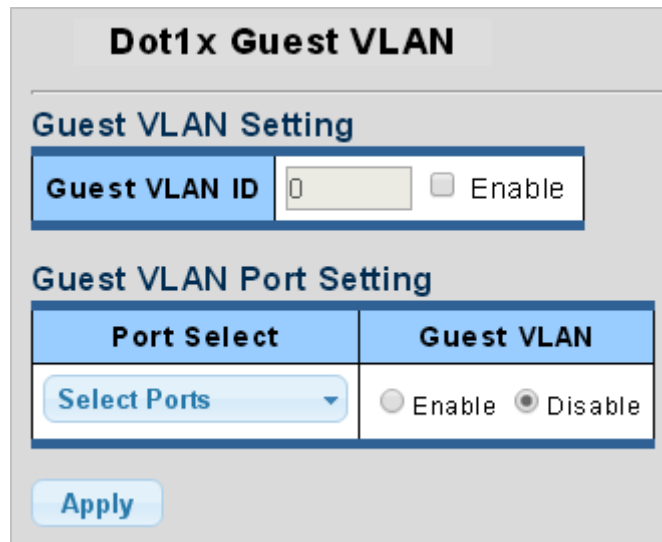 Dot1x Guest VLAN
Guest VLAN Setting
Guest VLAN ID 0 Enable
Guest VLAN Port Setting
Port Select Guest VLAN
Select Ports Enable Disable
Apply